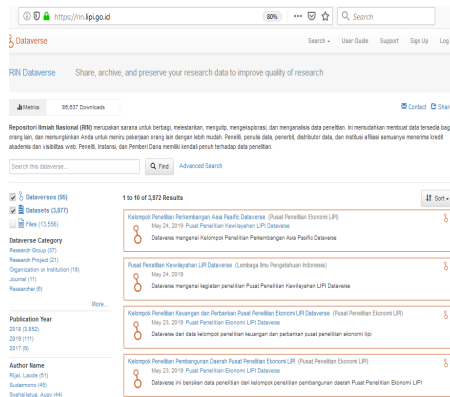 https://rin.lipi.go.id
80%
Search
Dataverse
Search
User Guide
Support
Sign Up
Log
RIN Dataverse
Share, archive, and preserve your research data to improve quality of research
Metrics
86,637 Downloads
Contact
Shar
Repositori Ilmiah Nasional (RIN) merupakan sarana untuk berbagi, melestarikan, mengutip, mengeksplorasi, dan menganalisis data penelitian. Ini memudahkan membuat data tersedia bag
orang lain, dan memungkinkan Anda untuk meniru pekerjaan orang lain dengan lebih mudah. Peneliti, penulis data, penerbit, distributor data, dan institusi afiliasi semuanya menerima kredit
akademis dan visibilitas web. Peneliti, Instansi, dan Pemberi Dana memiliki kendali penuh terhadap data penelitian.
Search this dataverse...
Find
Advanced Search
Dataverses (95)
Datasets (3,877)
Files (13,556)
Dataverse Category
Research Group (37)
Research Project (21)
Organization or Institution (18)
Journal (11)
Researcher (6)
More...
Publication Year
2018 (3,852)
2019 (111)
2017 (9)
Author Name
Rijal, Laode (51)
Sudarmono (45)
1 to 10 of 3,972 Results
Sort
Kelompok Penelitian Perkembangan Asia Pasific Dataverse (Pusat Penelitian Ekonomi LIPI)
May 24, 2019 Pusat Penelitian Kewilayahan LIPI Dataverse
Dataverse mengenai Kelompok Penelitian Perkembangan Asia Pasific Dataverse
Pusat Penelitian Kewilayahan LIPI Dataverse (Lembaga Ilmu Pengetahuan Indonesia)
May 24, 2019
Dataverse mengenai kegiatan penelitian Pusat Penelitian Kewilayahan LIPI
Kelompok Penelitian Keuangan dan Perbankan Pusat Penelitian Ekonomi LIPI Dataverse (Pusat Penelitian Ekonomi LIPI)
May 23, 2019 Pusat Penelitian Ekonomi LIPI Dataverse
Dataverse dari data kelompok penelitian keuangan dan perbankan pusat penelitian ekonomi lipi
Kelompok Penelitian Pembangunan Daerah Pusat Penelitian Ekonomi LIPI (Pusat Penelitian Ekonomi LIPI)
May 23, 2019 Pusat Penelitian Ekonomi LIPI Dataverse
Dataverse ini berisikan data penelitian dari kelompok penelitian pembangunan daerah Pusat Penelitian Ekonomi LIPI